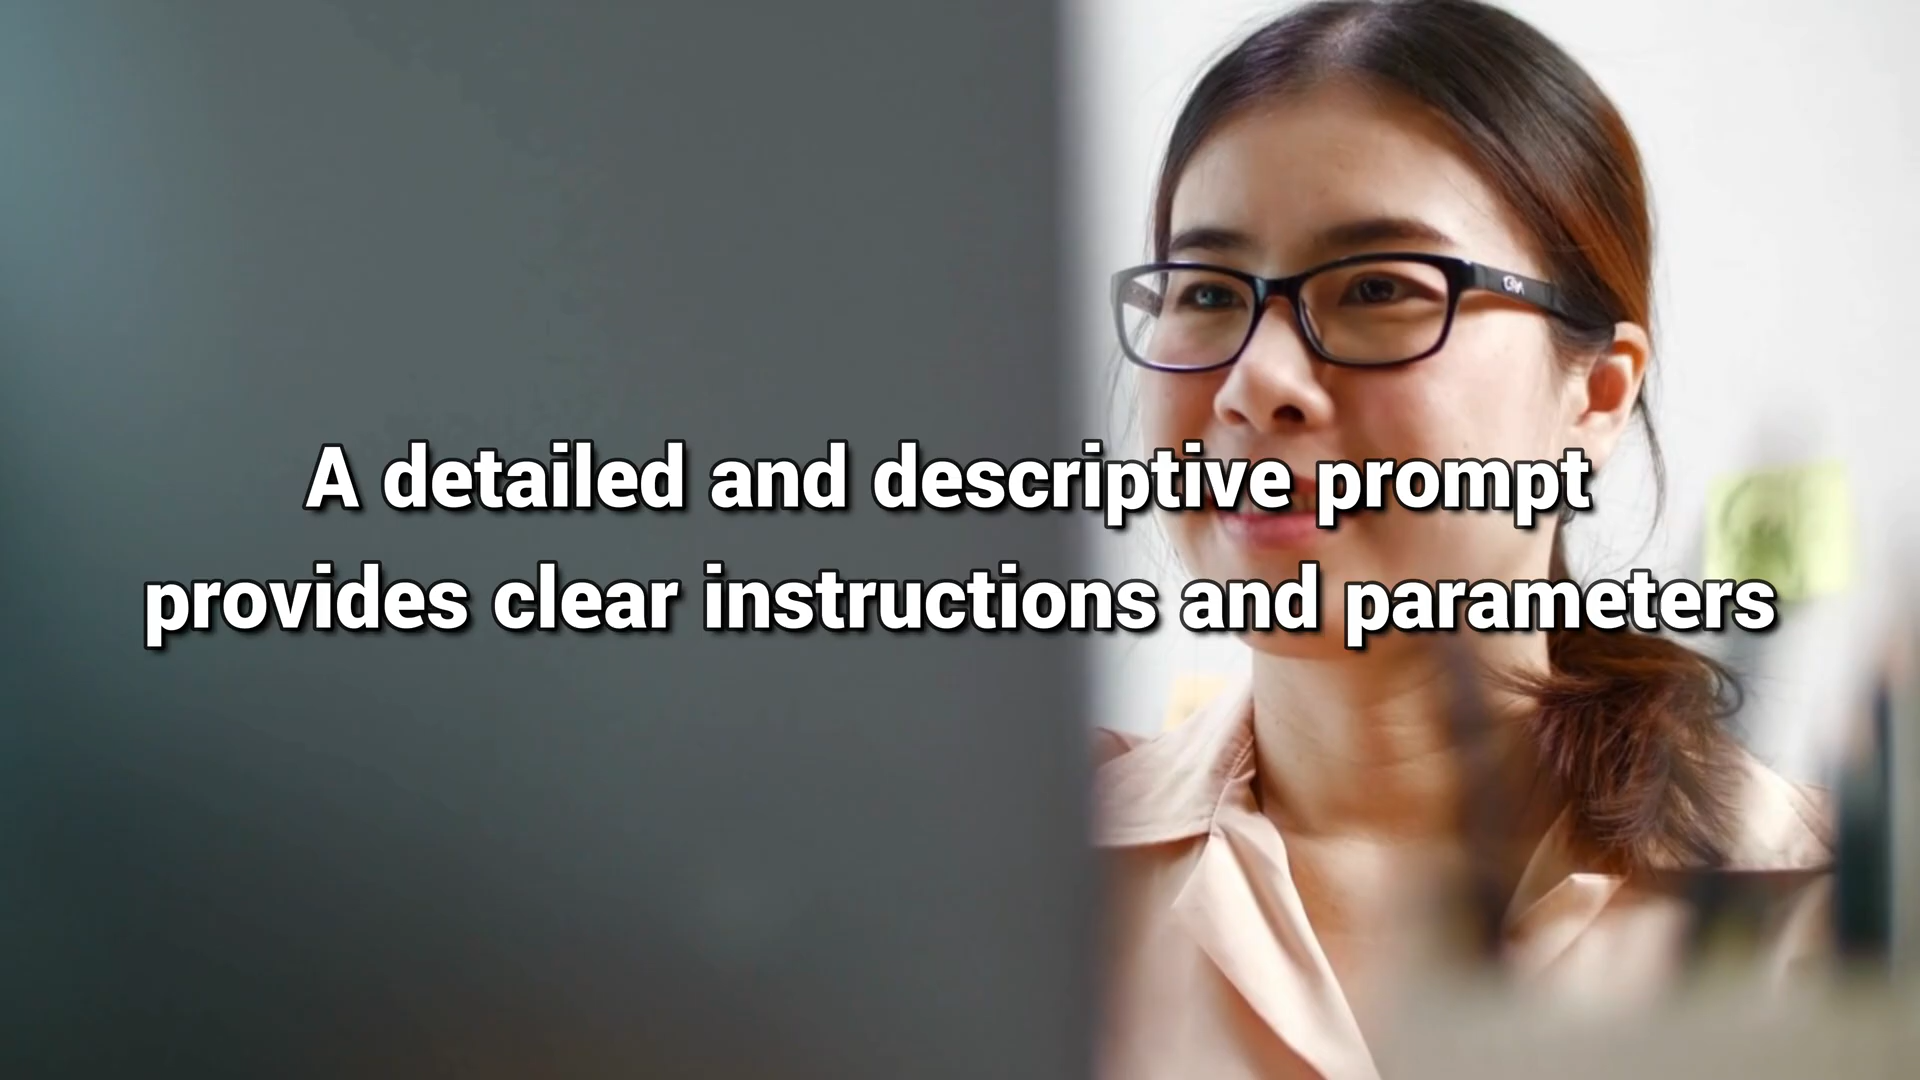 A detailed and descriptive prompt
provides clear instructions and parameters